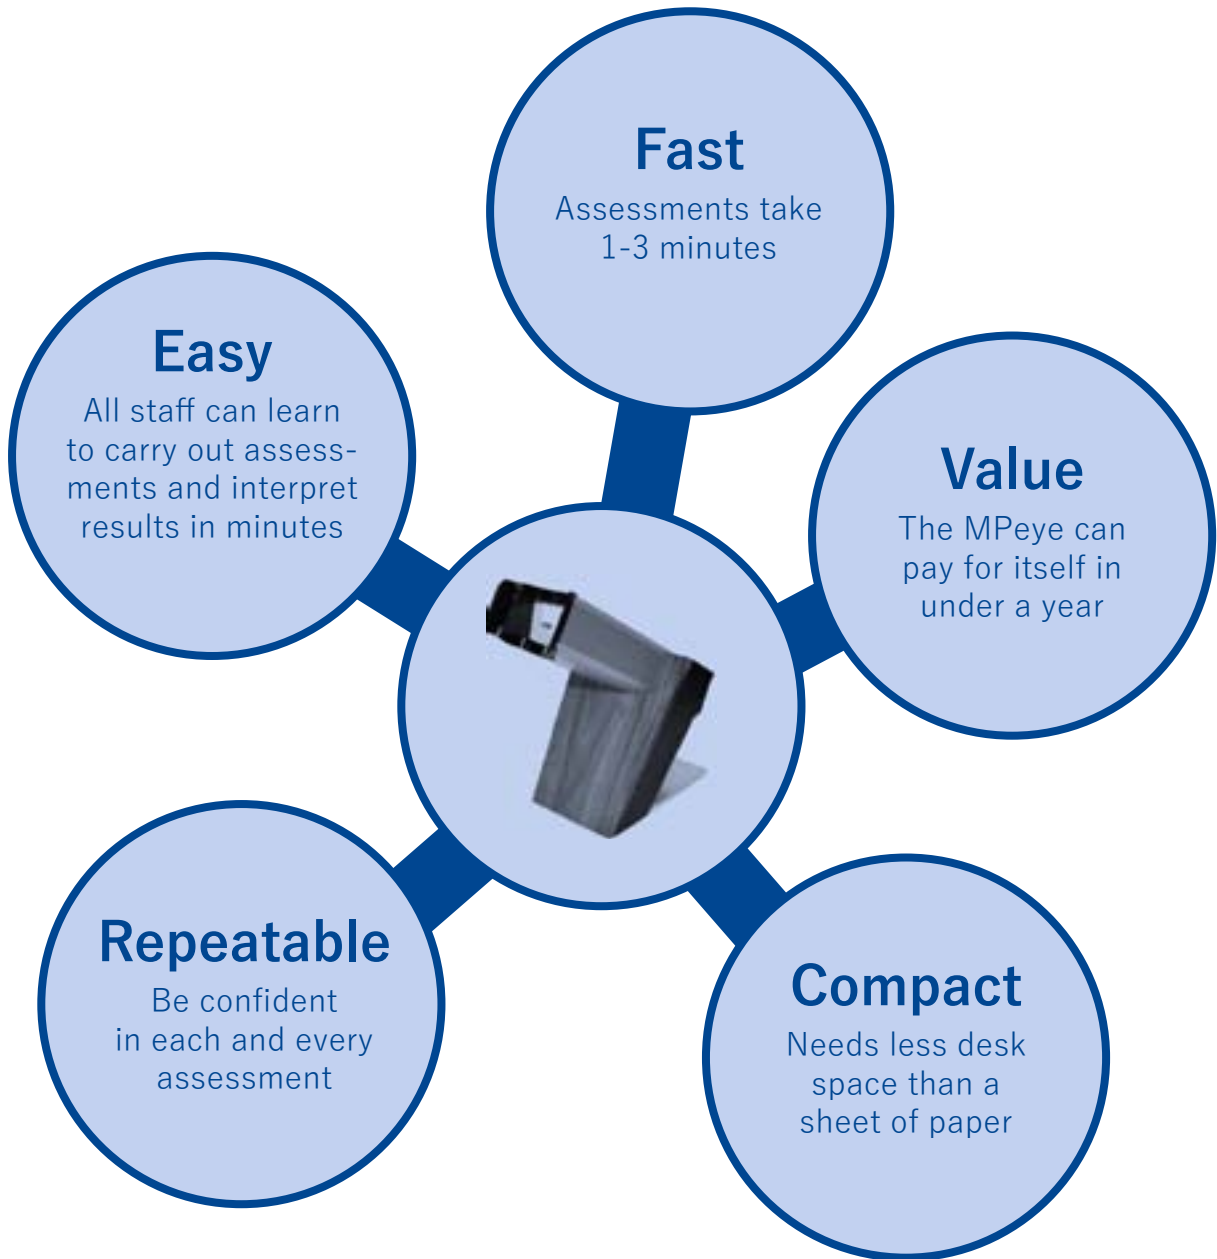 Fast
Assessments take
1-3 minutes
Easy
All staff can learn
to carry out assess-
ments and interpret
results in minutes
Value
The MPeye can
pay for itself in
under a year
Repeatable
Be confident
in each and every
assessment
Compact
Needs less desk
space than a
sheet of paper